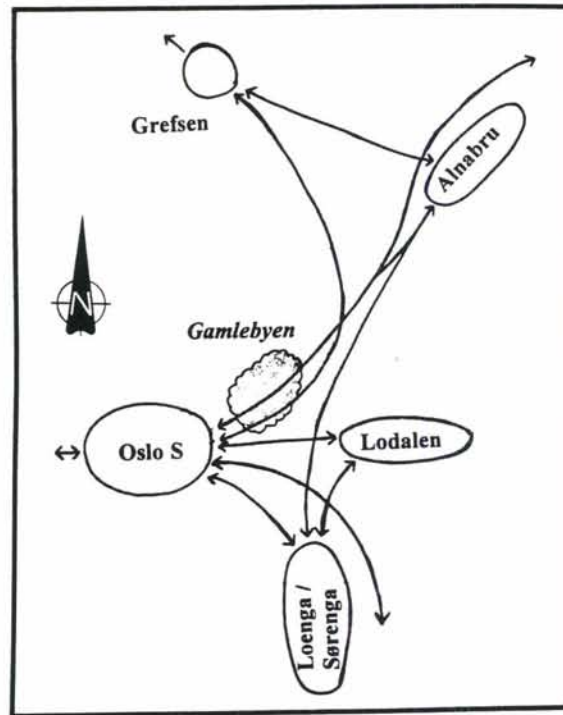 Grefsen
Alnabru
N
Gamlebyen
Oslo S
Lodalen
Loenga /
Sørenga